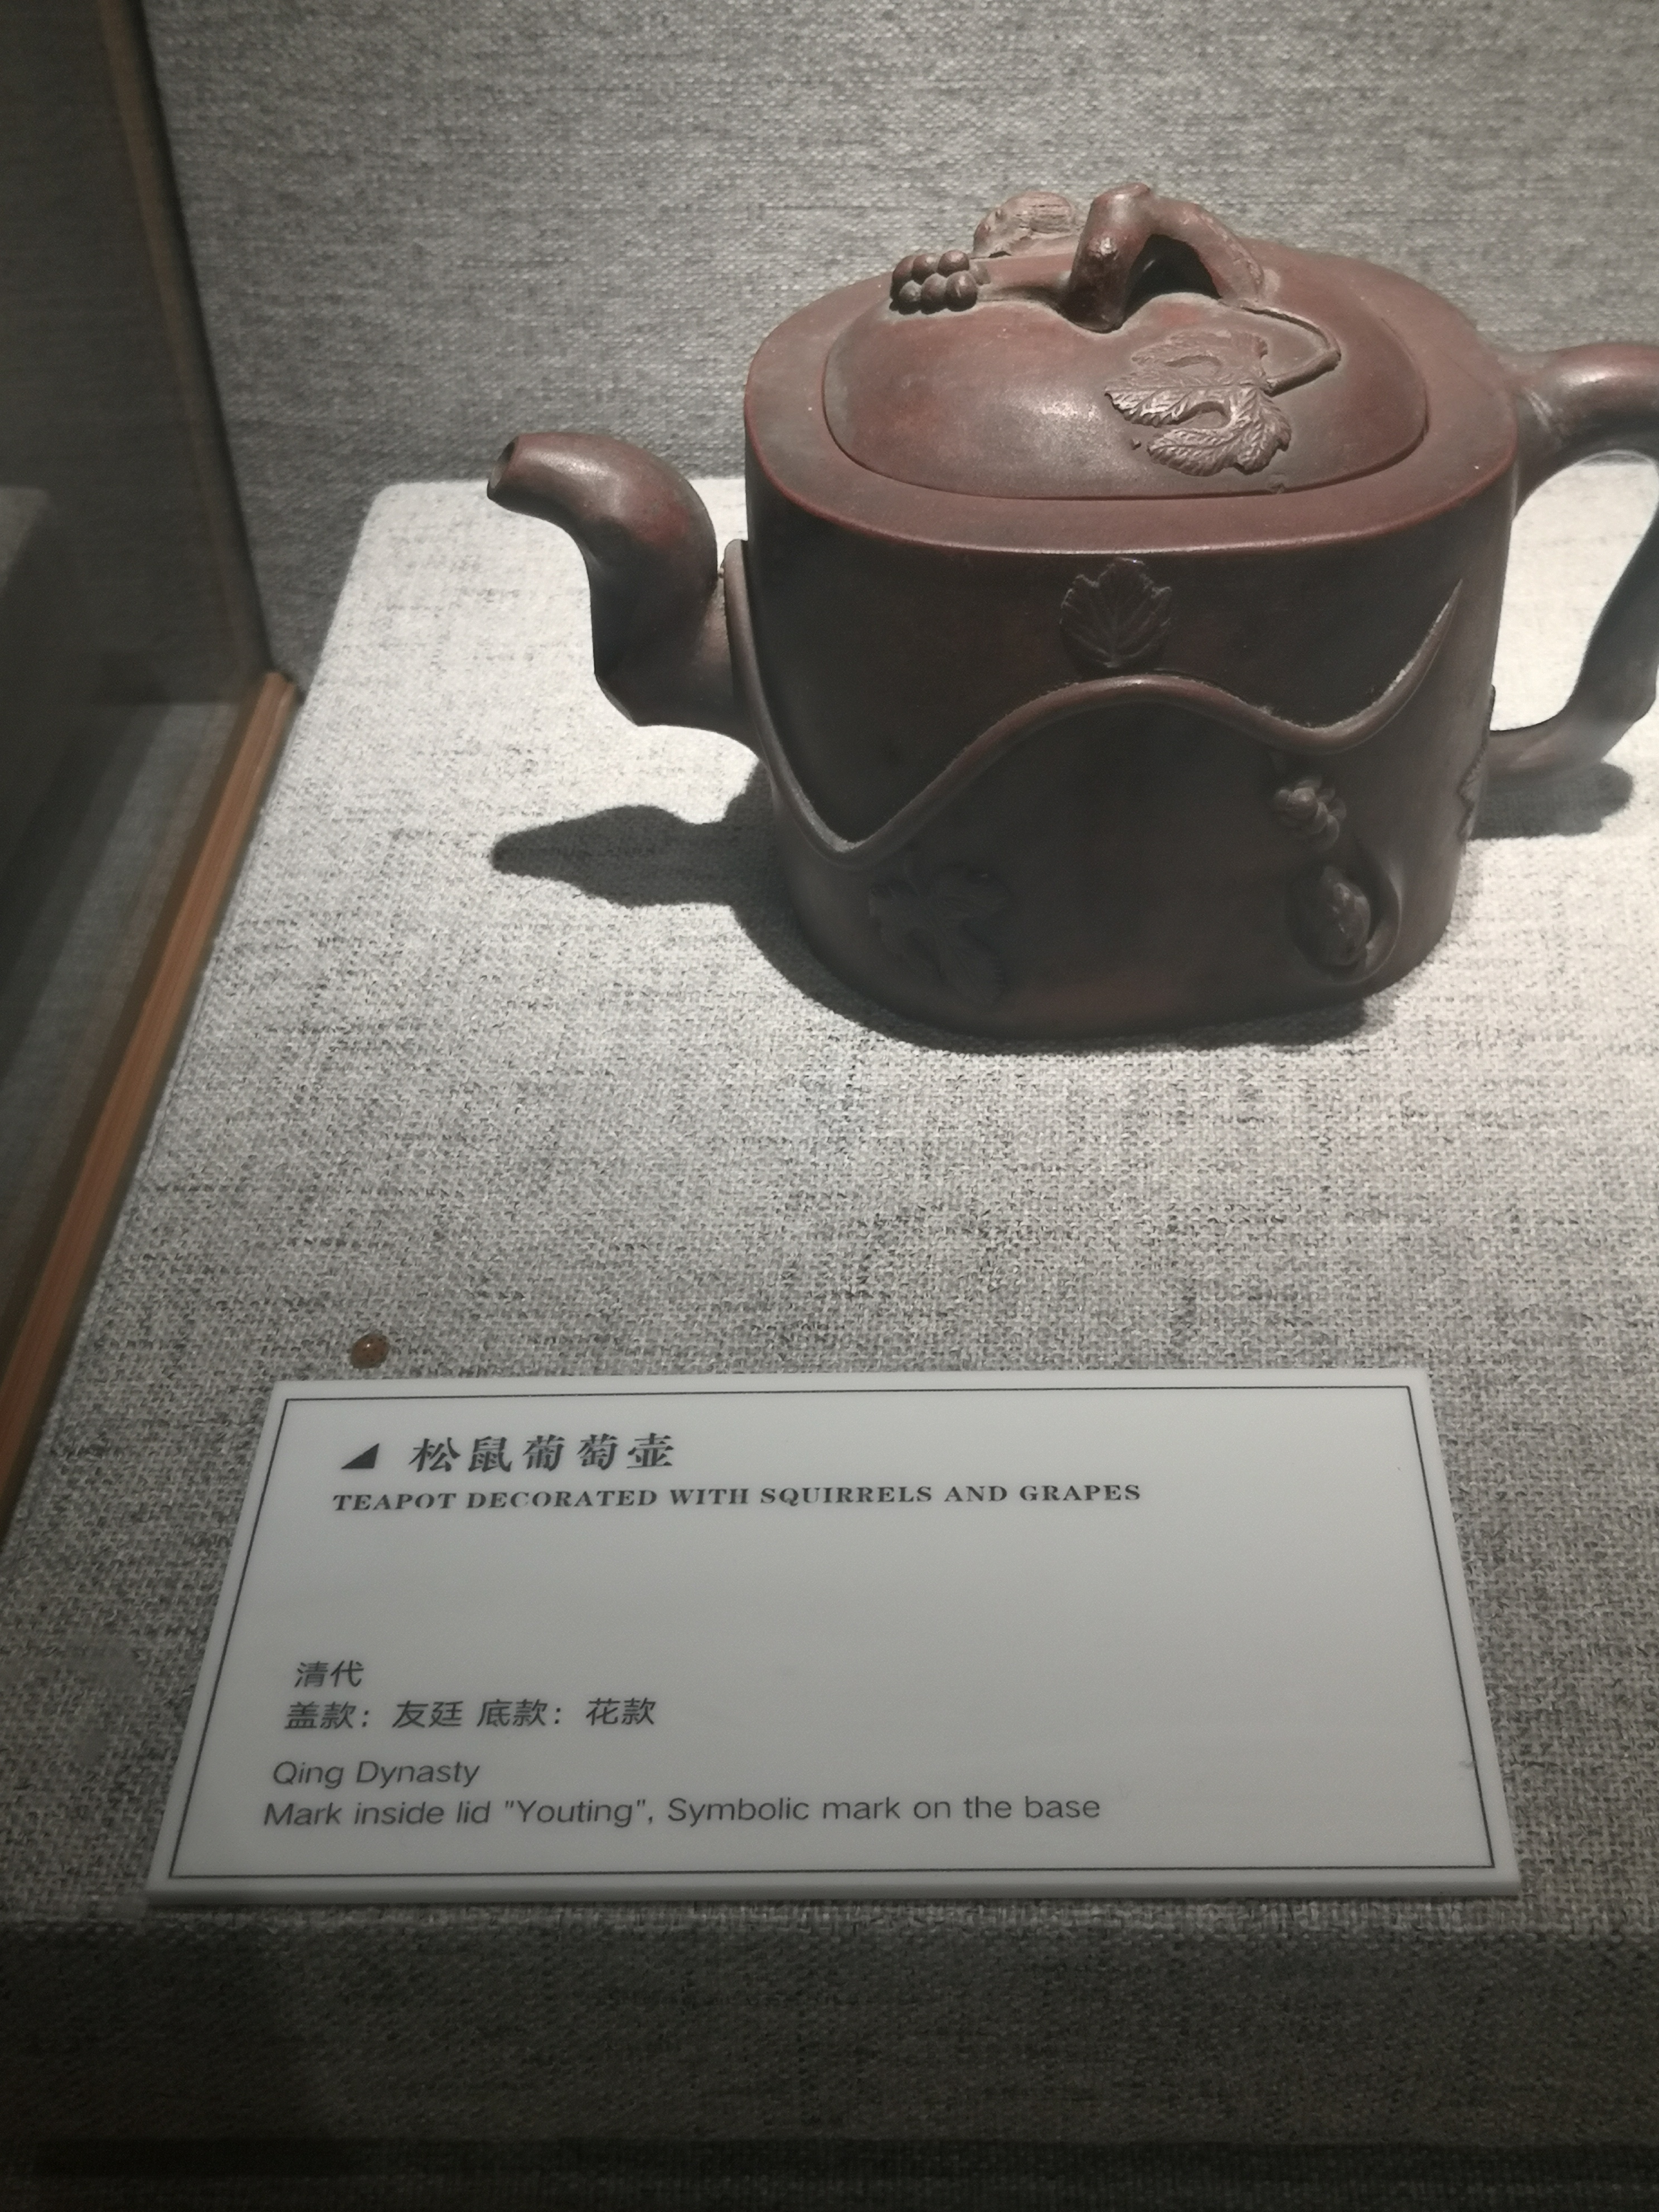 松鼠葡萄壶
TEAPOT DECORATED WITH SQUIRRELS AND GRAPES
清代
盖款：友廷 底款：花款
Qing Dynasty
Mark inside lid "Youting", Symbolic mark on the base